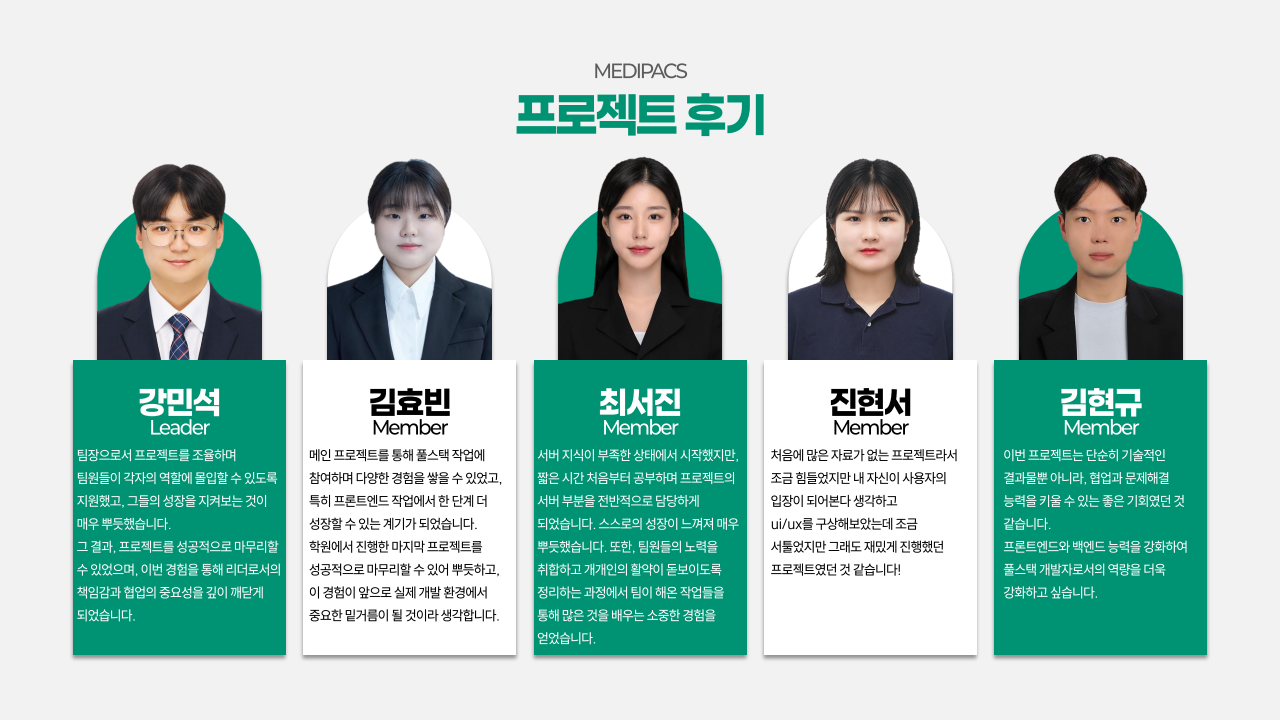 MEDIPACS
프로젝트 후기
강민석
Leader
팀장으로서 프로젝트를 조율하며
팀원들이 각자의 역할에 몰입할 수 있도록
지원했고, 그들의 성장을 지켜보는 것이
매우 뿌듯했습니다.
그 결과, 프로젝트를 성공적으로 마무리할
수 있었으며, 이번 경험을 통해 리더로서의
책임감과 협업의 중요성을 깊이 깨닫게
되었습니다.
김효빈
Member
메인 프로젝트를 통해 풀스택 작업에
참여하며 다양한 경험을 쌓을 수 있었고,
특히 프론트엔드 작업에서 한 단계 더
성장할 수 있는 계기가 되었습니다.
학원에서 진행한 마지막 프로젝트를
성공적으로 마무리할 수 있어 뿌듯하고,
이 경험이 앞으로 실제 개발 환경에서
중요한 밑거름이 될 것이라 생각합니다.
최서진
Member
서버 지식이 부족한 상태에서 시작했지만,
짧은 시간 처음부터 공부하며 프로젝트의
서버 부분을 전반적으로 담당하게
되었습니다. 스스로의 성장이 느껴져 매우
뿌듯했습니다. 또한, 팀원들의 노력을
취합하고 개개인의 활약이 돋보이도록
정리하는 과정에서 팀이 해온 작업들을
통해 많은 것을 배우는 소중한 경험을
얻었습니다.
진현서
Member
처음에 많은 자료가 없는 프로젝트라서
조금 힘들었지만 내 자신이 사용자의
입장이 되어본다 생각하고
ui/ux를 구상해보았는데 조금
서툴었지만 그래도 재밌게 진행했던
프로젝트였던 것 같습니다!
김현규
Member
이번 프로젝트는 단순히 기술적인
결과물뿐 아니라, 협업과 문제해결
능력을 키울 수 있는 좋은 기회였던 것
같습니다.
프론트엔드와 백엔드 능력을 강화하여
풀스택 개발자로서의 역량을 더욱
강화하고 싶습니다.